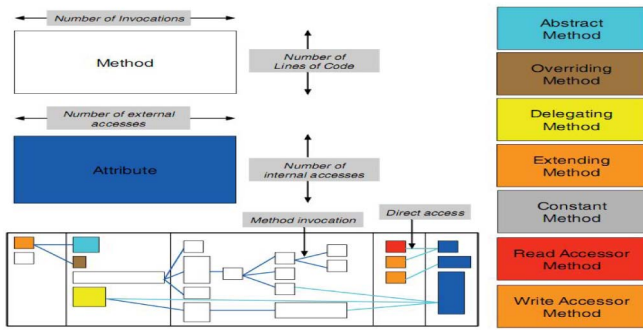 Number of Invocations
Method
Number of
Lines of Code
Number of external
accesses
Attribute
Number of
internal accesses
Method invocation
Direct access
Abstract
Method
Overriding
Method
Delegating
Method
Extending
Method
Constant
Method
Read Accessor
Method
Write Accessor
Method